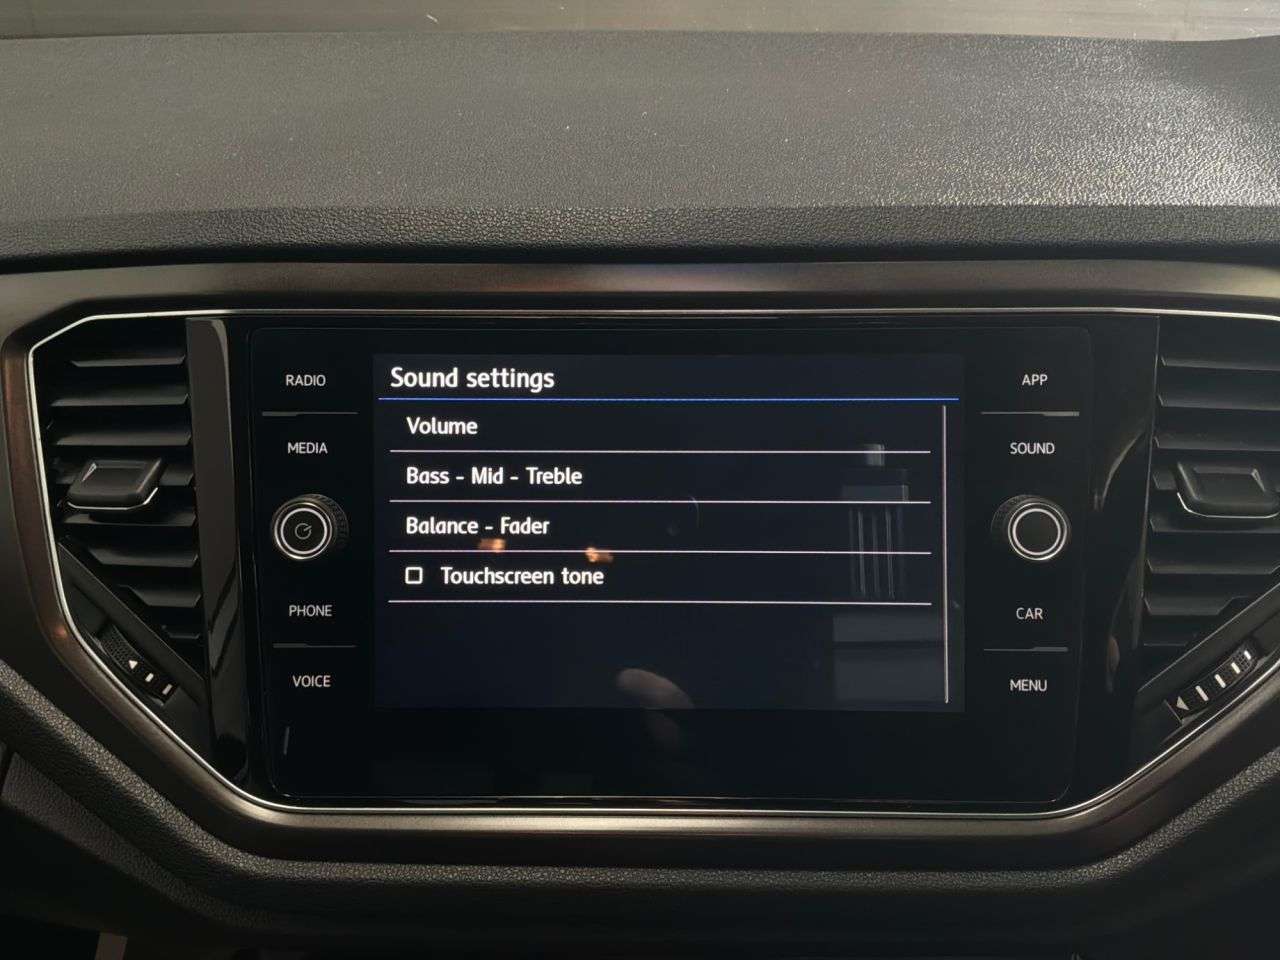 RADIO
MEDIA
PHONE
VOICE
Sound settings
Volume
Bass - Mid - Treble
Balance - Fader
Touchscreen tone
APP
SOUND
CAR
MENU